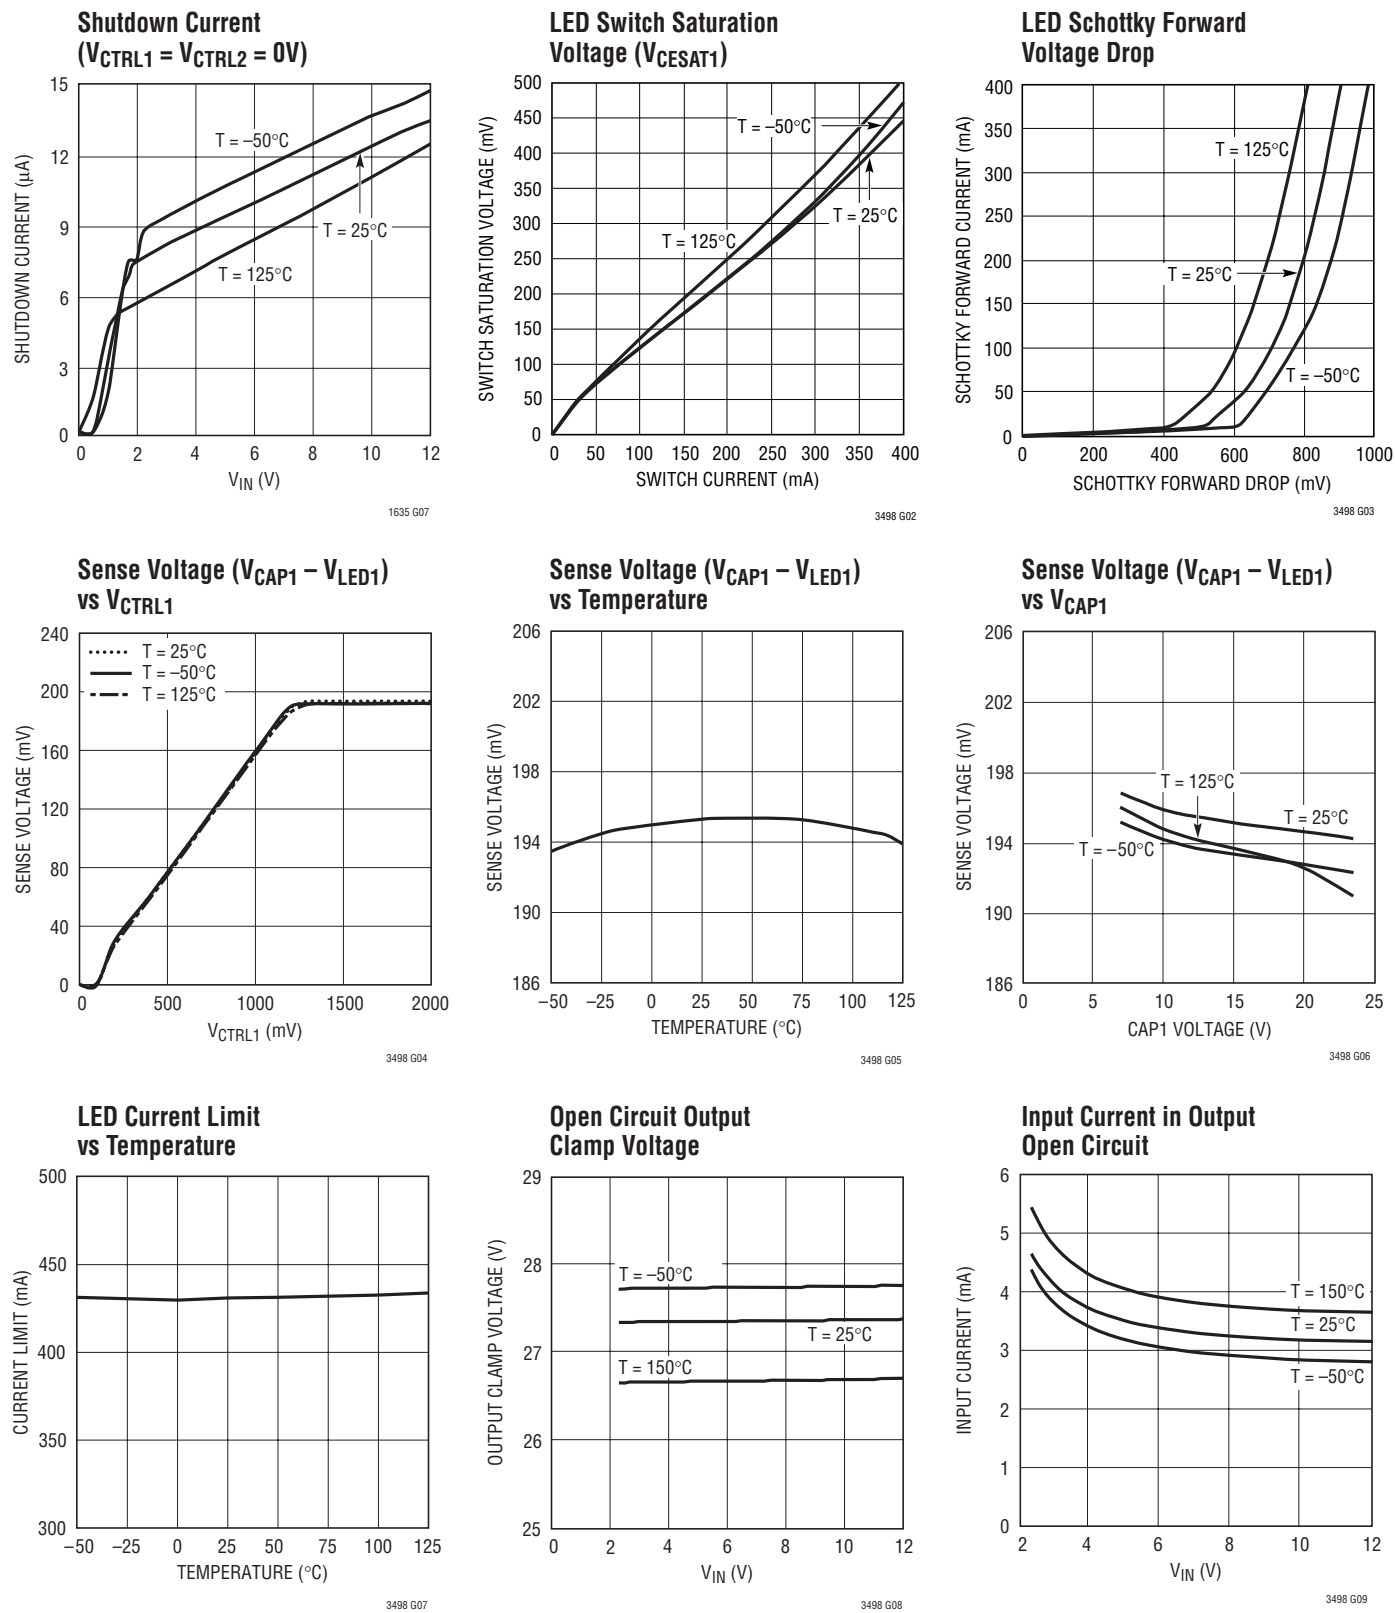 Shutdown Current
(VCTRL1 = VCTRL2 = 0V)
SHUTDOWN CURRENT (µA)
15
12
9
6
3
0
T = –50°C
T = 25°C
T = 125°C
0 2 4 6 8 10 12
VIN (V)
1635 G07
LED Switch Saturation
Voltage (VCESAT1)
SWITCH SATURATION VOLTAGE (mV)
500
450
400
350
300
250
200
150
100
50
0
T = –50°C
T = 25°C
T = 125°C
0 50 100 150 200 250 300 350 400
SWITCH CURRENT (mA)
3498 G02
LED Schottky Forward
Voltage Drop
SCHOTTKY FORWARD CURRENT (mA)
400
350
300
250
200
150
100
50
0
T = 125°C
T = 25°C
T = –50°C
0 200 400 600 800 1000
SCHOTTKY FORWARD DROP (mV)
3498 G03
Sense Voltage (VCAP1 – VLED1)
vs VCTRL1
SENSE VOLTAGE (mV)
240
200
160
120
80
40
0
T = 25°C
T = –50°C
T = 125°C
0 500 1000 1500 2000
VCTRL1 (mV)
3498 G04
Sense Voltage (VCAP1 – VLED1)
vs Temperature
SENSE VOLTAGE (mV)
206
202
198
194
190
186
–50 –25 0 25 50 75 100 125
TEMPERATURE (°C)
3498 G05
Sense Voltage (VCAP1 – VLED1)
vs VCAP1
SENSE VOLTAGE (mV)
206
202
198
194
190
186
T = 125°C
T = 25°C
T = –50°C
0 5 10 15 20 25
CAP1 VOLTAGE (V)
3498 G06
LED Current Limit
vs Temperature
CURRENT LIMIT (mA)
500
450
400
350
300
–50 –25 0 25 50 75 100 125
TEMPERATURE (°C)
3498 G07
Open Circuit Output
Clamp Voltage
OUTPUT CLAMP VOLTAGE (V)
29
28
27
26
25
T = –50°C
T = 25°C
T = 150°C
0 2 4 6 8 10 12
VIN (V)
3498 G08
Input Current in Output
Open Circuit
INPUT CURRENT (mA)
6
5
4
3
2
1
0
T = 150°C
T = 25°C
T = –50°C
2 4 6 8 10 12
VIN (V)
3498 G09